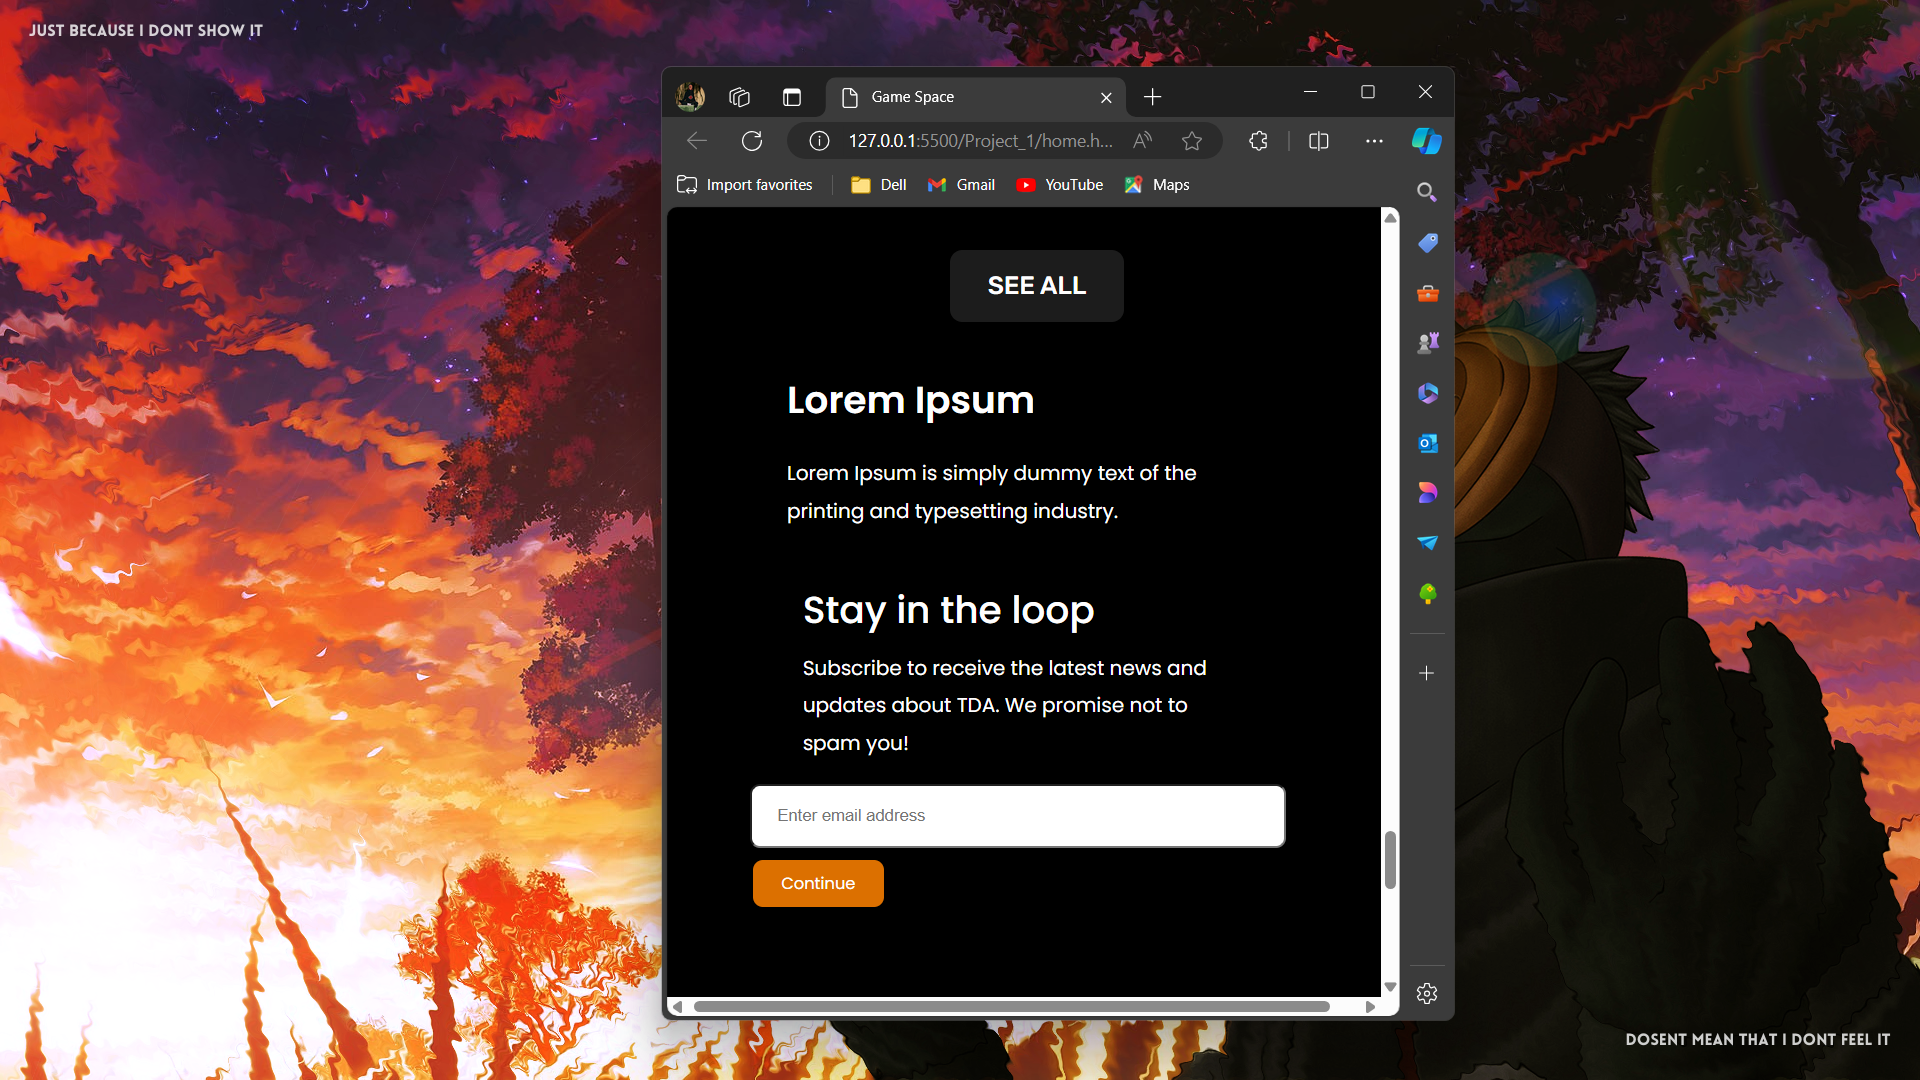 JUST BECAUSE I DONT SHOW IT
Game Space
127.0.0.1:5500/Project_1/home.h...
Import favorites
Dell
Gmail
YouTube
Maps
SEE ALL
Lorem Ipsum
Lorem Ipsum is simply dummy text of the
printing and typesetting industry.
Stay in the loop
Subscribe to receive the latest news and
updates about TDA. We promise not to
spam you!
Enter email address
Continue
DOSENT MEAN THAT I DONT FEEL IT